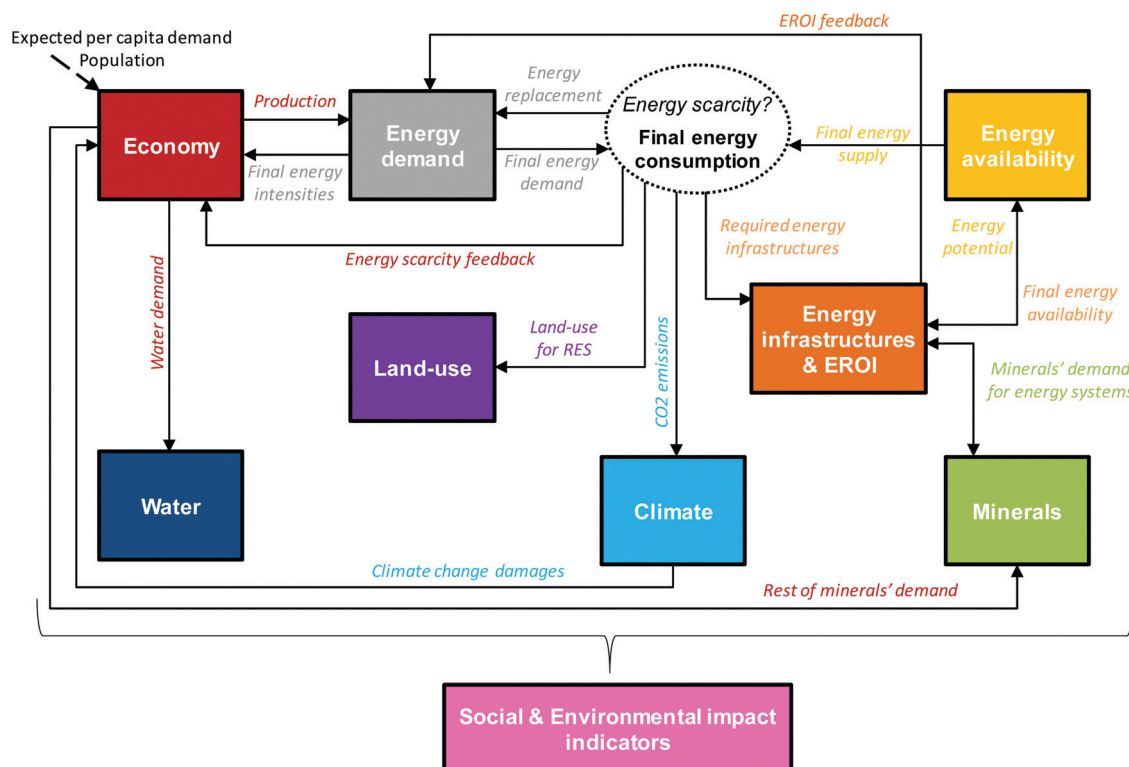 EROI feedback
Expected per capita demand
Population
Economy
Production
Final energy
intensities
Energy
demand
Energy
replacement
Final energy
demand
Energy scarcity?
Final energy
consumption
Final energy
supply
Energy
availability
Energy scarcity feedback
Required energy
infrastructures
Energy
potential
Final energy
availability
Water demand
Land-use
Land-use
for RES
CO2 emissions
Energy
infrastructures
& EROI
Minerals' demand
for energy systems
Water
Climate
Minerals
Climate change damages
Rest of minerals' demand
Social & Environmental impact
indicators